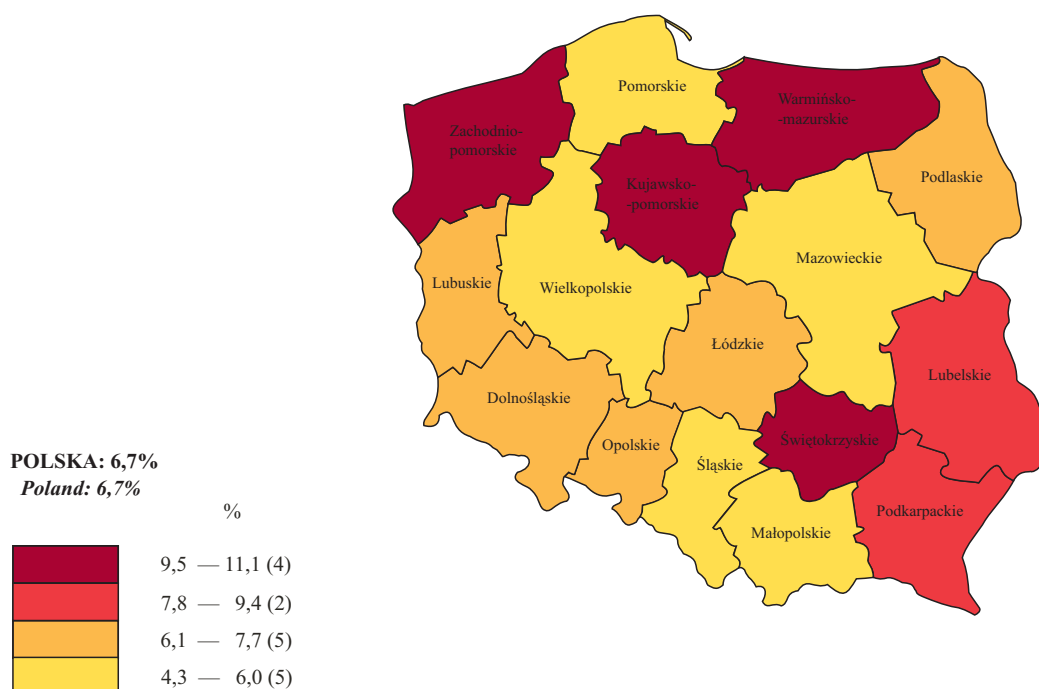 Pomorskie
Warmińsko-
-mazurskie
Zachodnio-
pomorskie
Podlaskie
Kujawsko-
-pomorskie
Mazowieckie
Lubuskie
Wielkopolskie
Łódzkie
Lubelskie
Dolnośląskie
Opolskie
Śląskie
Świętokrzyskie
Podkarpackie
Małopolskie
POLSKA: 6,7%
Poland: 6,7%
%
9,5 — 11,1 (4)
7,8 — 9,4 (2)
6,1 — 7,7 (5)
4,3 — 6,0 (5)